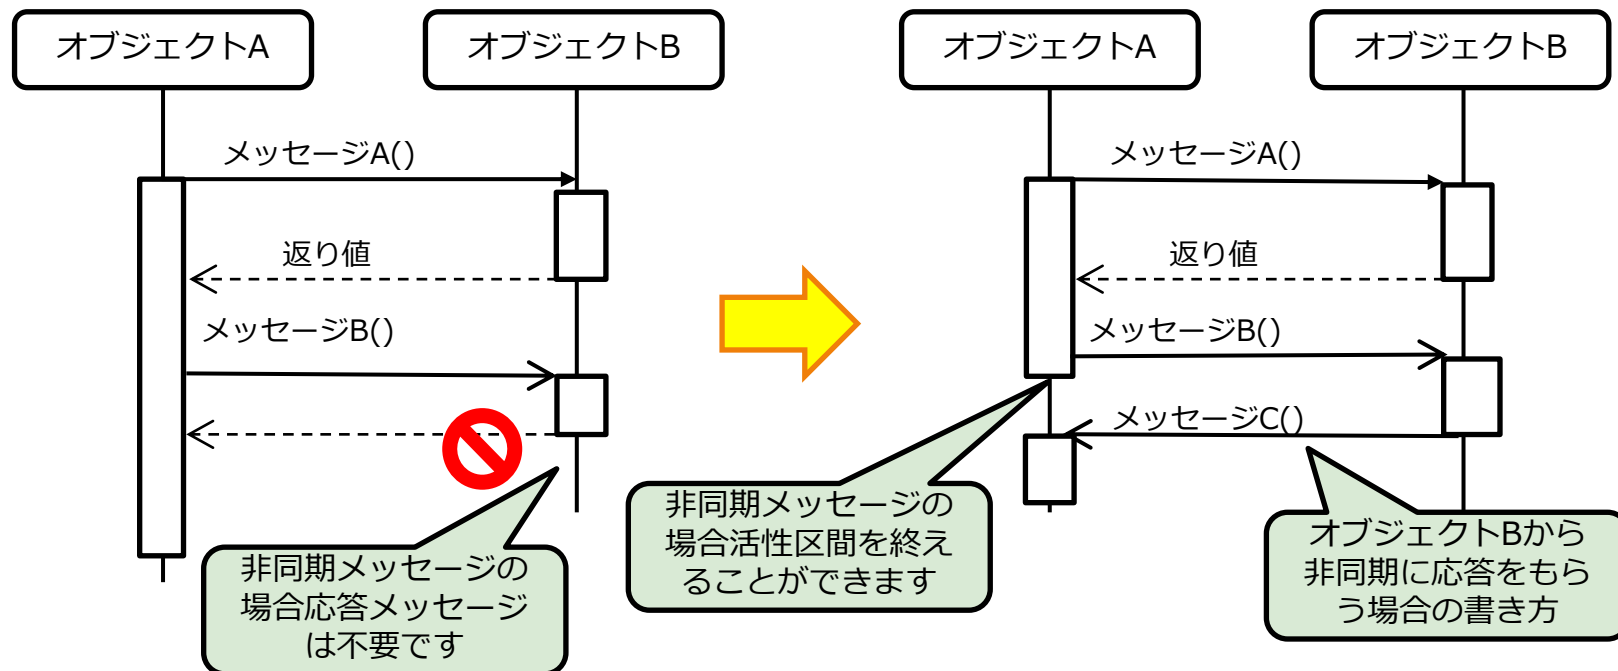 オブジェクトA
オブジェクトB
メッセージA()
返り値
メッセージB()
非同期メッセージの
場合応答メッセージ
は不要です
オブジェクトA
オブジェクトB
メッセージA()
返り値
メッセージB()
メッセージC()
非同期メッセージの
場合活性区間を終え
ることができます
オブジェクトBから
非同期に応答をもら
う場合の書き方